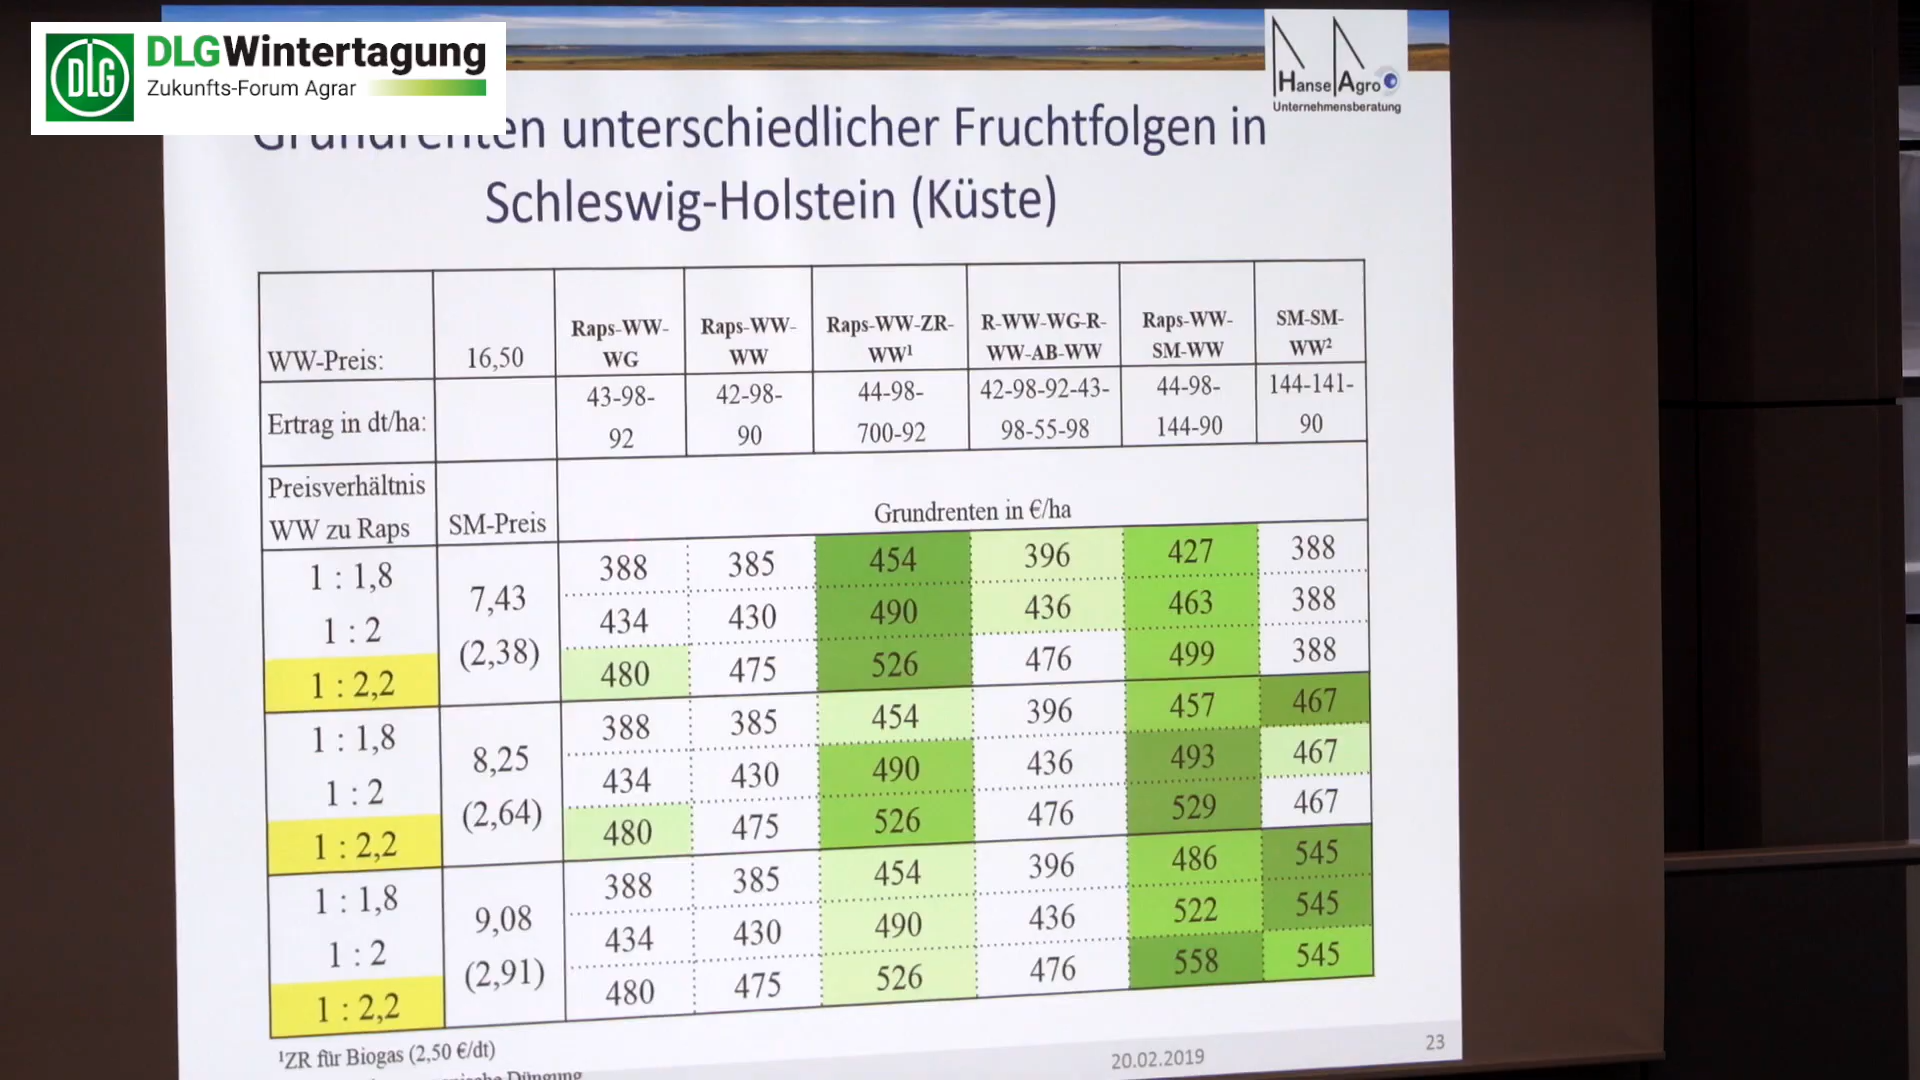 DLG
DLG Wintertagung
Zukunfts-Forum Agrar
Hanse Agro
Unternehmensberatung
Grundrenten unterschiedlicher Fruchtfolgen in
Schleswig-Holstein (Küste)
WW-Preis: 16,50 Raps-WW-WG Raps-WW-WW Raps-WW-ZR-WW¹ R-WW-WG-R-WW-AB-WW Raps-WW-SM-WW SM-SM-WW²
Ertrag in dt/ha: 43-98-92 42-98-90 44-98-700-92 42-98-92-43-98-55-98 44-98-144-90 144-141-90
Preisverhältnis WW zu Raps SM-Preis Grundrenten in €/ha
1 : 1,8 388 385 454 396 427 388
7,43
1 : 2 434 430 490 436 463 388
(2,38)
1 : 2,2 480 475 526 476 499 388
1 : 1,8 388 385 454 396 457 467
8,25
1 : 2 434 430 490 436 493 467
(2,64)
1 : 2,2 480 475 526 476 529 467
1 : 1,8 388 385 454 396 486 545
9,08
1 : 2 434 430 490 436 522 545
(2,91)
1 : 2,2 480 475 526 476 558 545
¹ZR für Biogas (2,50 €/dt)
Düngung
20.02.2019
23